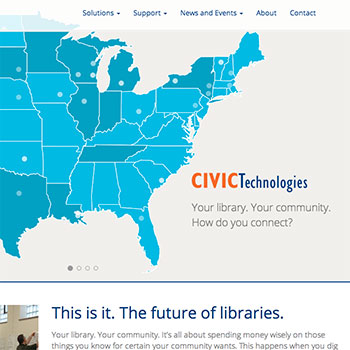 Solutions Support News and Events About Contact
CIVICTechnologies
Your library. Your community.
How do you connect?
This is it. The future of libraries.
Your library. Your community. It's all about spending money wisely on those
things you know for certain your community wants. This happens when you dig